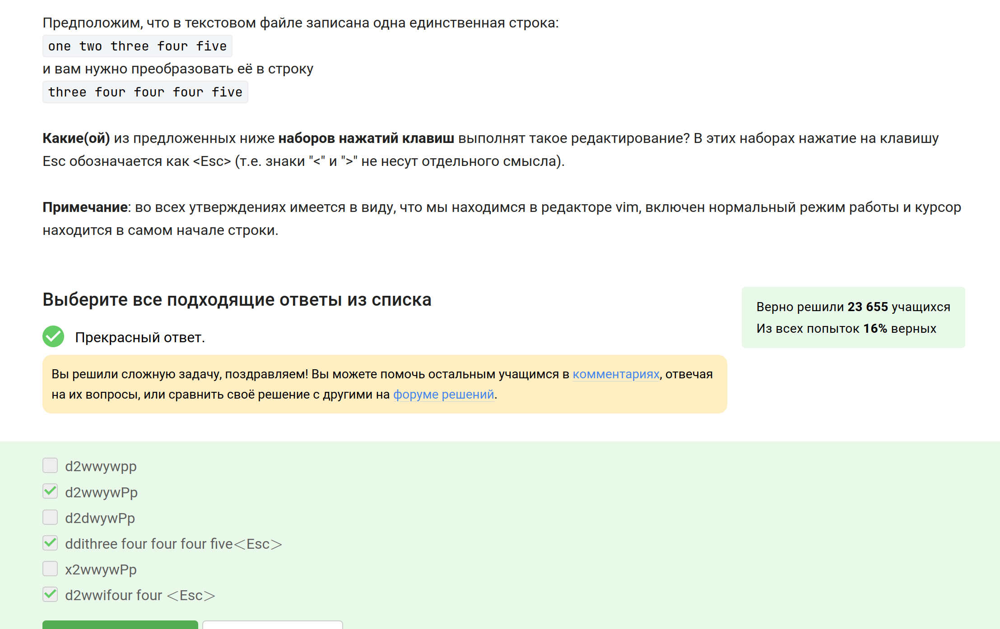 Предположим, что в текстовом файле записана одна единственная строка:
one two three four five
и вам нужно преобразовать её в строку
three four four four five
Какие(ой) из предложенных ниже наборов нажатий клавиш выполнят такое редактирование? В этих наборах нажатие на клавишу
Esc обозначается как <Esc> (т.е. знаки "<" и ">" не несут отдельного смысла).
Примечание: во всех утверждениях имеется в виду, что мы находимся в редакторе vim, включен нормальный режим работы и курсор
находится в самом начале строки.
Выберите все подходящие ответы из списка
Верно решили 23 655 учащихся
Из всех попыток 16% верных
Прекрасный ответ.
Вы решили сложную задачу, поздравляем! Вы можете помочь остальным учащимся в комментариях, отвечая
на их вопросы, или сравнить своё решение с другими на форуме решений.
d2wwywpp
d2wwywPp
d2dwywPp
ddithree four four four five<Esc>
x2wwywPp
d2wwifour four <Esc>